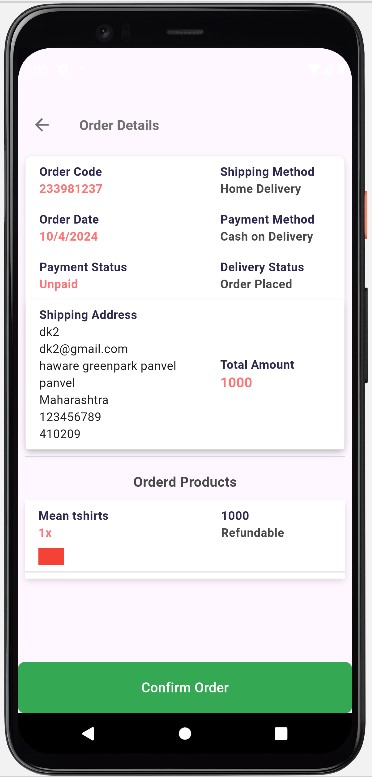 Order Details
Order Code
Shipping Method
233981237
Home Delivery
Order Date
Payment Method
10/4/2024
Cash on Delivery
Payment Status
Delivery Status
Unpaid
Order Placed
Shipping Address
dk2
dk2@gmail.com
haware greenpark panvel
panvel
Maharashtra
123456789
410209
Total Amount
1000
Orderd Products
Mean tshirts
1000
1x
Refundable
Confirm Order